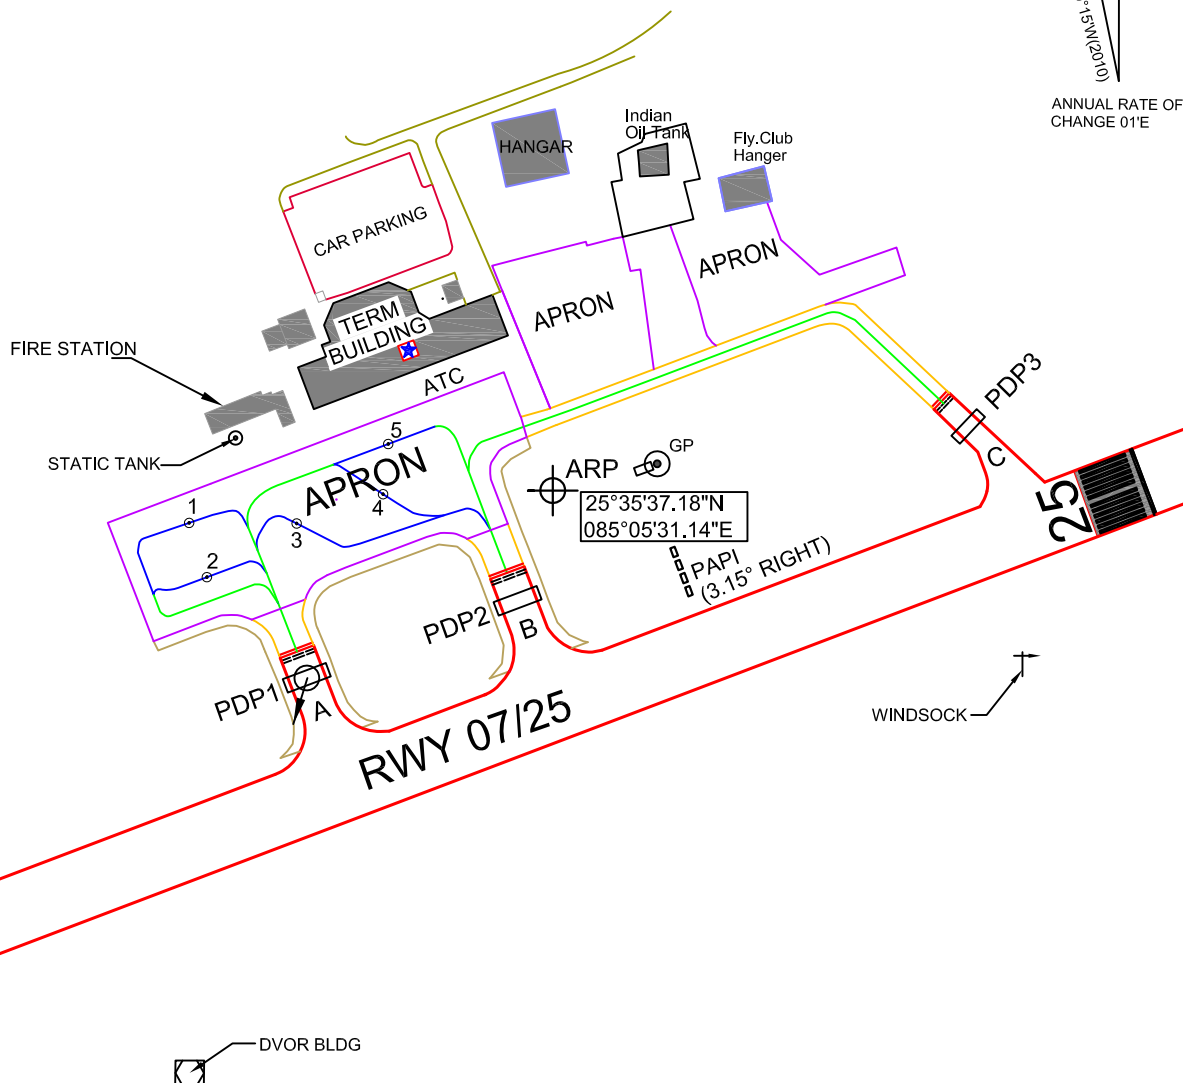 °15'W(2010)
ANNUAL RATE OF
CHANGE 01'E
Indian
Oil Tank
Fly.Club
Hanger
HANGAR
CAR PARKING
APRON
APRON
TERM
BUILDING
FIRE STATION
ATC
PDP3
STATIC TANK
5
APRON
4
1
3
2
ARP
GP
C
25
25°35'37.18"N
085°05'31.14"E
PAPI
(3.15° RIGHT)
PDP2
B
PDP1
A
RWY 07/25
WINDSOCK
DVOR BLDG